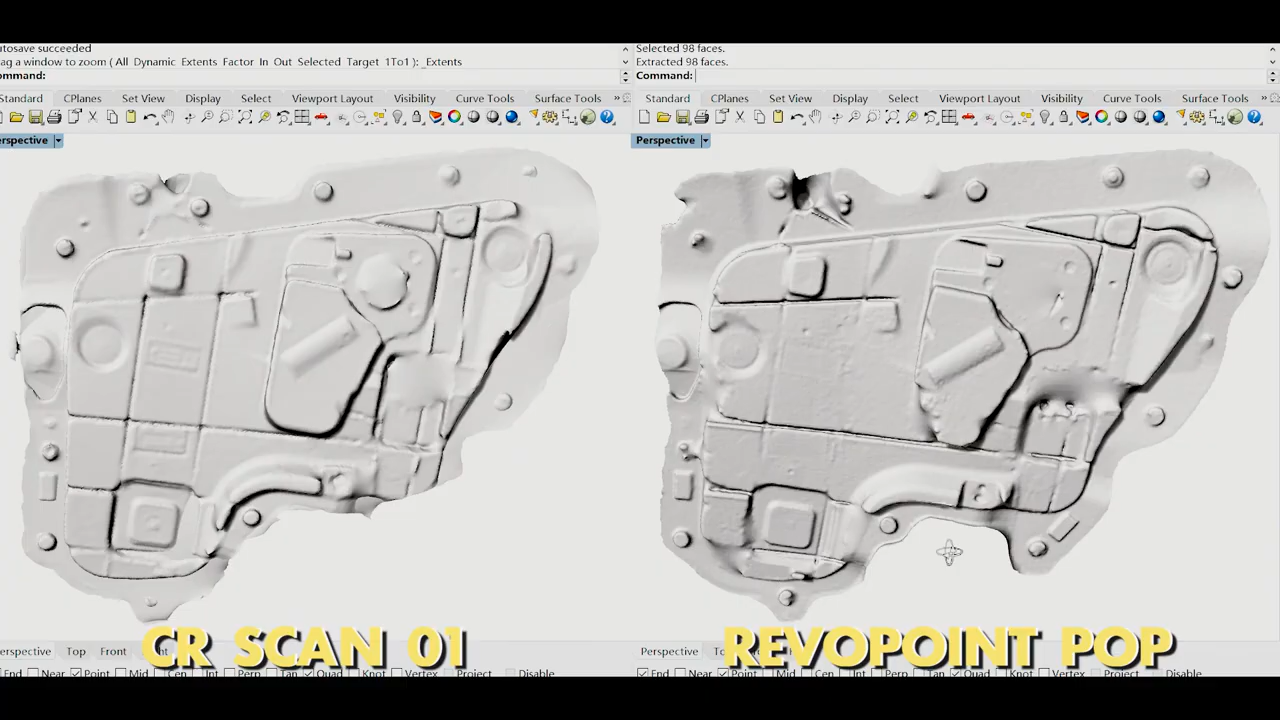 utosave succeeded
ag a window to zoom ( All Dynamic Extents Factor In Out Selected Target 1To1 ): _Extents
ommand:
Standard CPlanes Set View Display Select Viewport Layout Visibility Curve Tools Surface Tools »
erspective
erspective Top Front
End Near Point Mid Cen Int Perp Tan Quad Knot Vertex Project Disable
CR SCAN 01
Selected 98 faces.
Extracted 98 faces.
Command:
Standard CPlanes Set View Display Select Viewport Layout Visibility Curve Tools Surface Tools »
Perspective
Perspective
End Near Point Mid Cen Int Perp Tan Quad Knot Vertex Project Disable
REVOPOINT POP